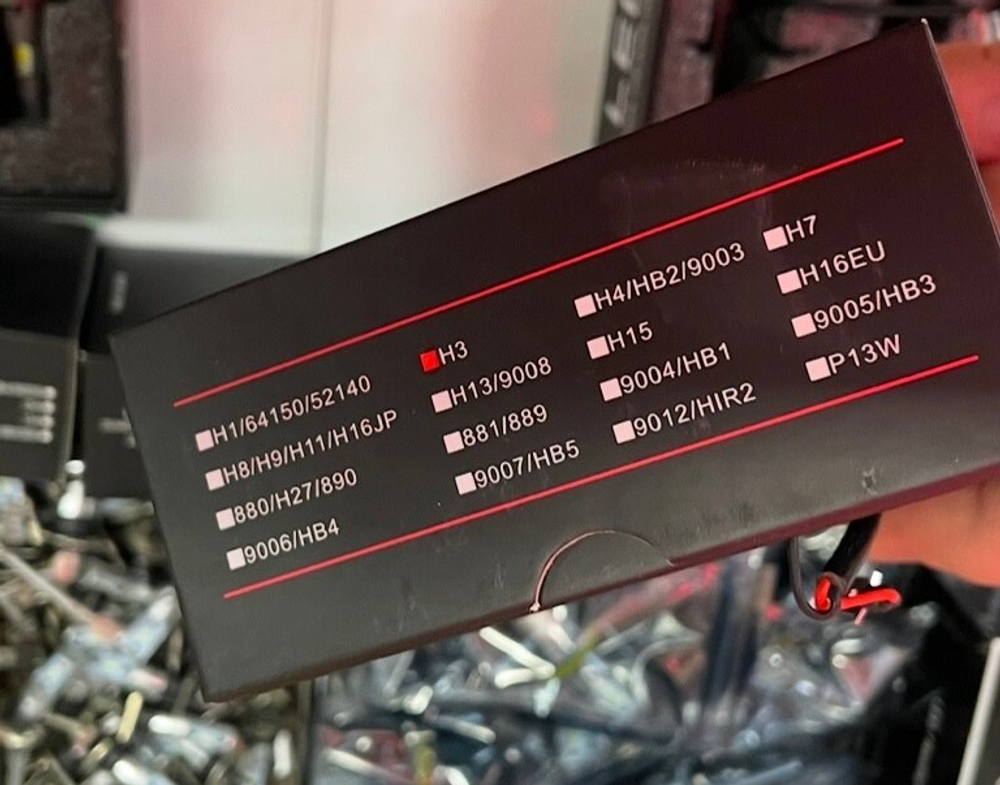 H1/64150/52140
H8/H9/H11/H16JP
880/H27/890
9006/HB4
H3
H13/9008
881/889
9007/HB5
H4/HB2/9003
H15
9004/HB1
9012/HIR2
H7
H16EU
9005/HB3
P13W